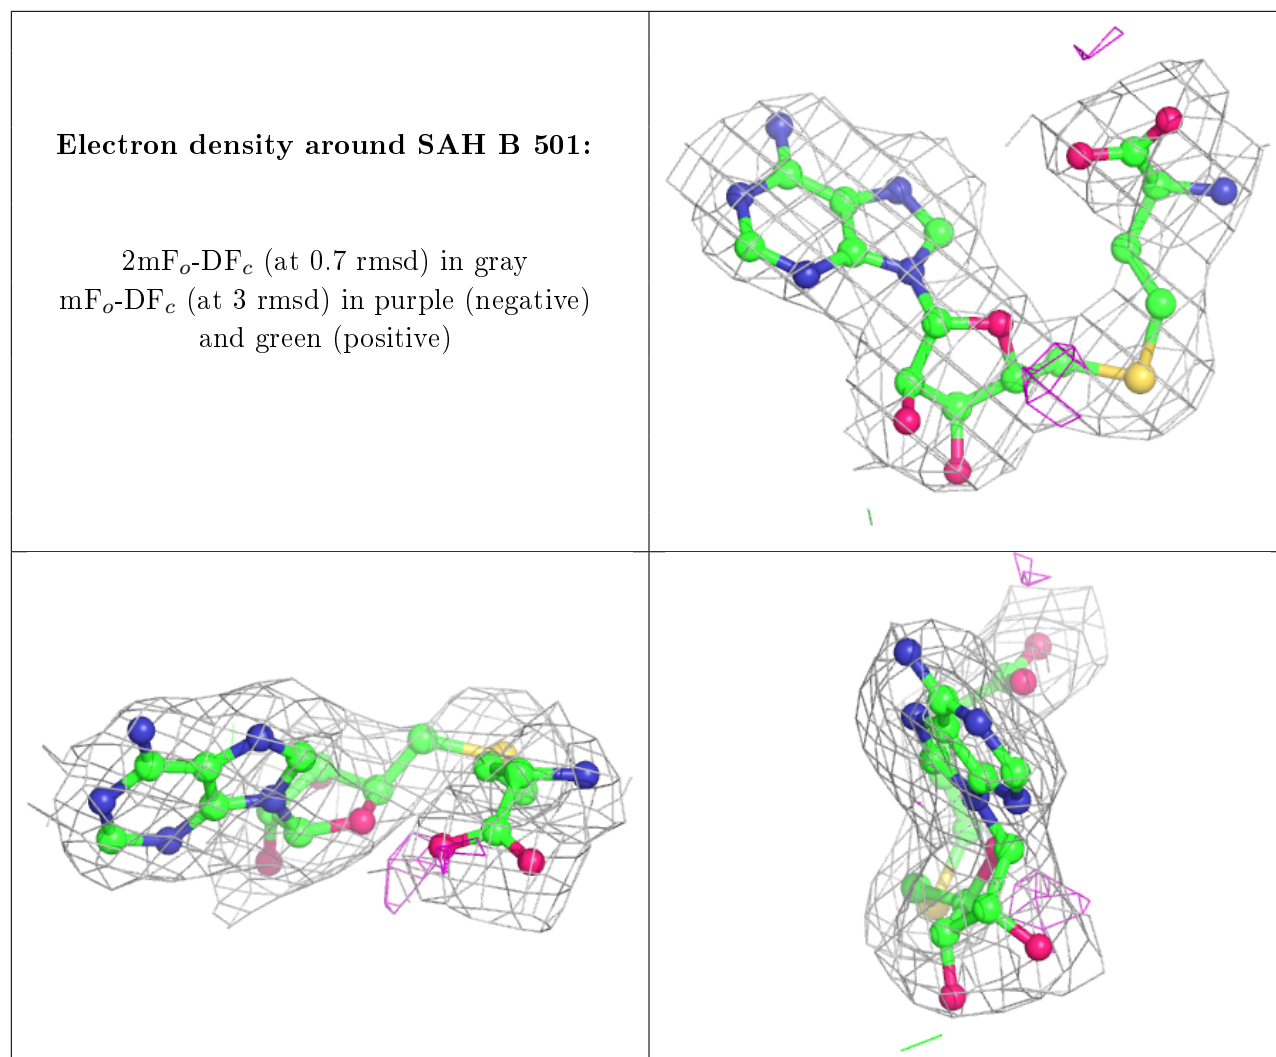 Electron density around SAH B 501:
2mFₒ-DF𝒸 (at 0.7 rmsd) in gray
mFₒ-DF𝒸 (at 3 rmsd) in purple (negative)
and green (positive)